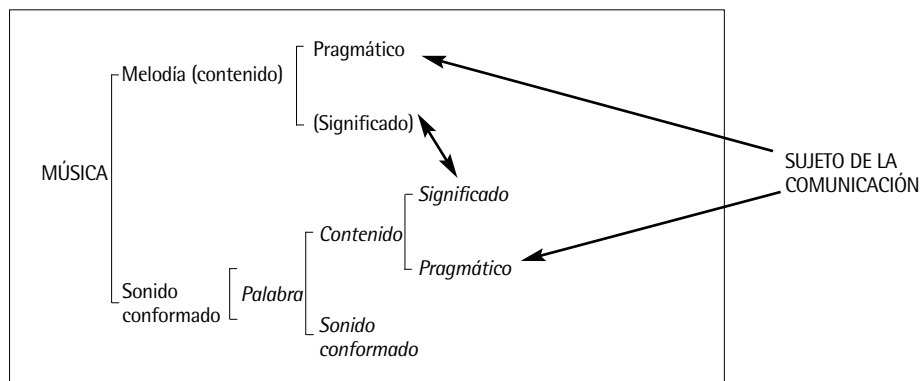 Pragmático
Melodía (contenido)
(Significado)
MÚSICA
SUJETO DE LA
COMUNICACIÓN
Significado
Contenido
Pragmático
Sonido
conformado
Palabra
Sonido
conformado